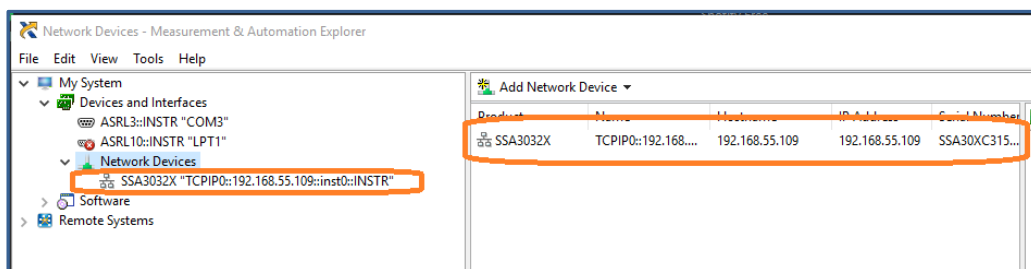 Network Devices - Measurement & Automation Explorer
File Edit View Tools Help
My System
Devices and Interfaces
ASRL3::INSTR "COM3"
ASRL10::INSTR "LPT1"
Network Devices
SSA3032X "TCPIP0::192.168.55.109::inst0::INSTR"
Software
Remote Systems
Add Network Device
Product Name Hostname IP Address Serial Number
SSA3032X TCPIP0::192.168.... 192.168.55.109 192.168.55.109 SSA30XC315...